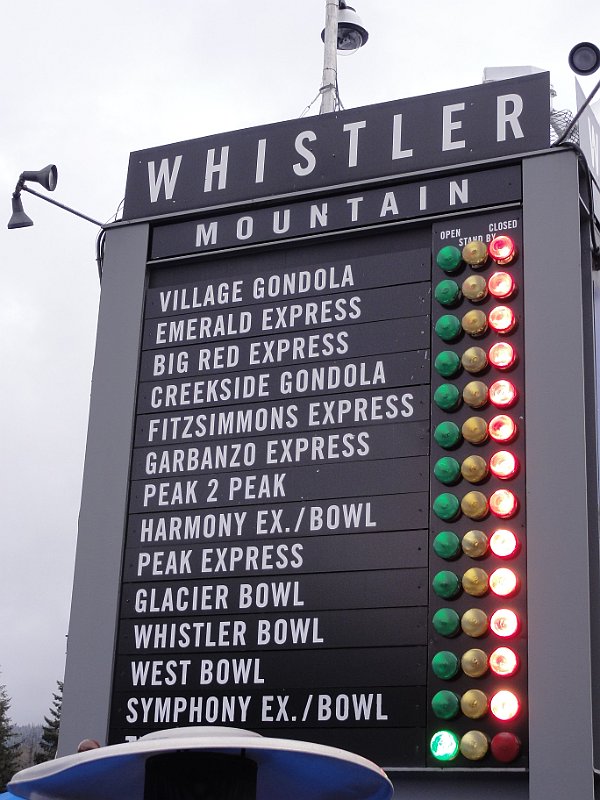 WHISTLER
MOUNTAIN
OPEN CLOSED
STAND BY
VILLAGE GONDOLA
EMERALD EXPRESS
BIG RED EXPRESS
CREEKSIDE GONDOLA
FITZSIMMONS EXPRESS
GARBANZO EXPRESS
PEAK 2 PEAK
HARMONY EX./BOWL
PEAK EXPRESS
GLACIER BOWL
WHISTLER BOWL
WEST BOWL
SYMPHONY EX./BOWL